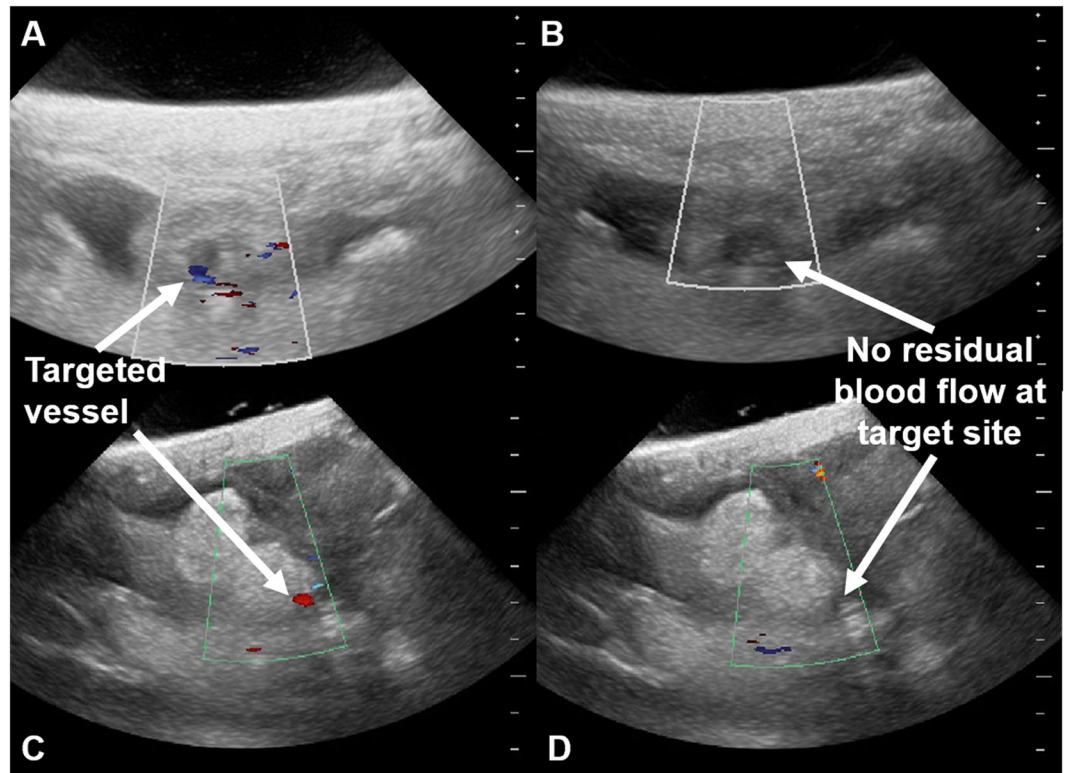 A
B
Targeted
vessel
No residual
blood flow at
target site
C
D